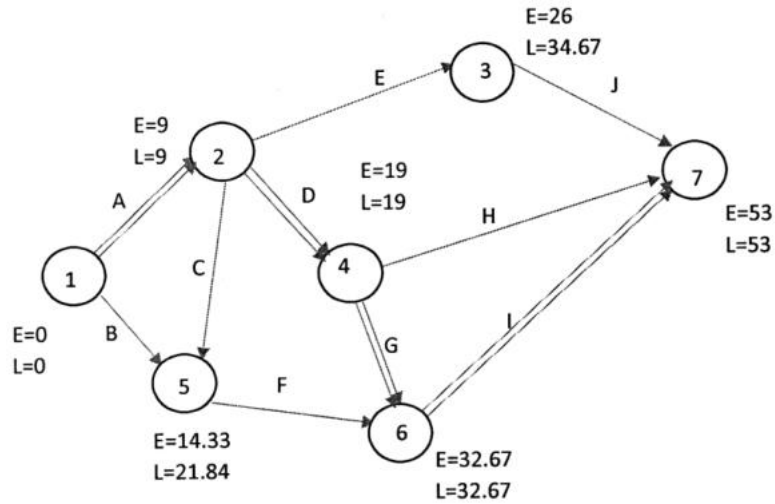 E=26
L=34.67
3
E
J
E=9
L=9
2
E=19
L=19
D
7
A
H
E=53
L=53
4
1
C
B
G
I
E=0
L=0
5
F
6
E=14.33
L=21.84
E=32.67
L=32.67